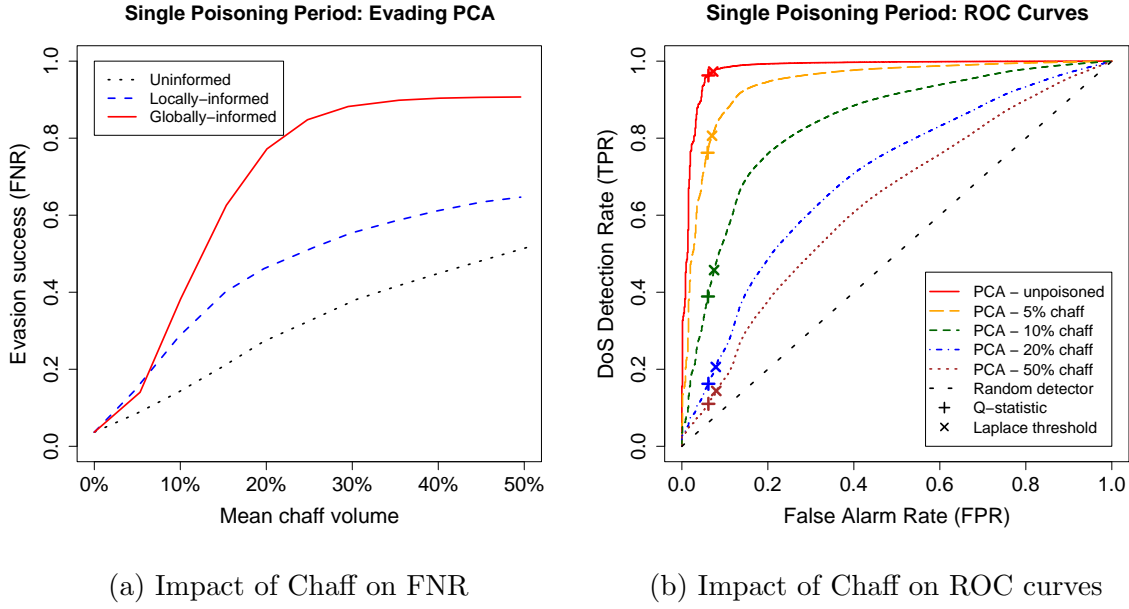 Single Poisoning Period: Evading PCA
Evasion success (FNR)
1.0
0.8
0.6
0.4
0.2
0.0
Uninformed
Locally-informed
Globally-informed
0% 10% 20% 30% 40% 50%
Mean chaff volume
(a) Impact of Chaff on FNR
Single Poisoning Period: ROC Curves
DoS Detection Rate (TPR)
1.0
0.8
0.6
0.4
0.2
0.0
PCA − unpoisoned
PCA − 5% chaff
PCA − 10% chaff
PCA − 20% chaff
PCA − 50% chaff
Random detector
Q−statistic
Laplace threshold
0.0 0.2 0.4 0.6 0.8 1.0
False Alarm Rate (FPR)
(b) Impact of Chaff on ROC curves